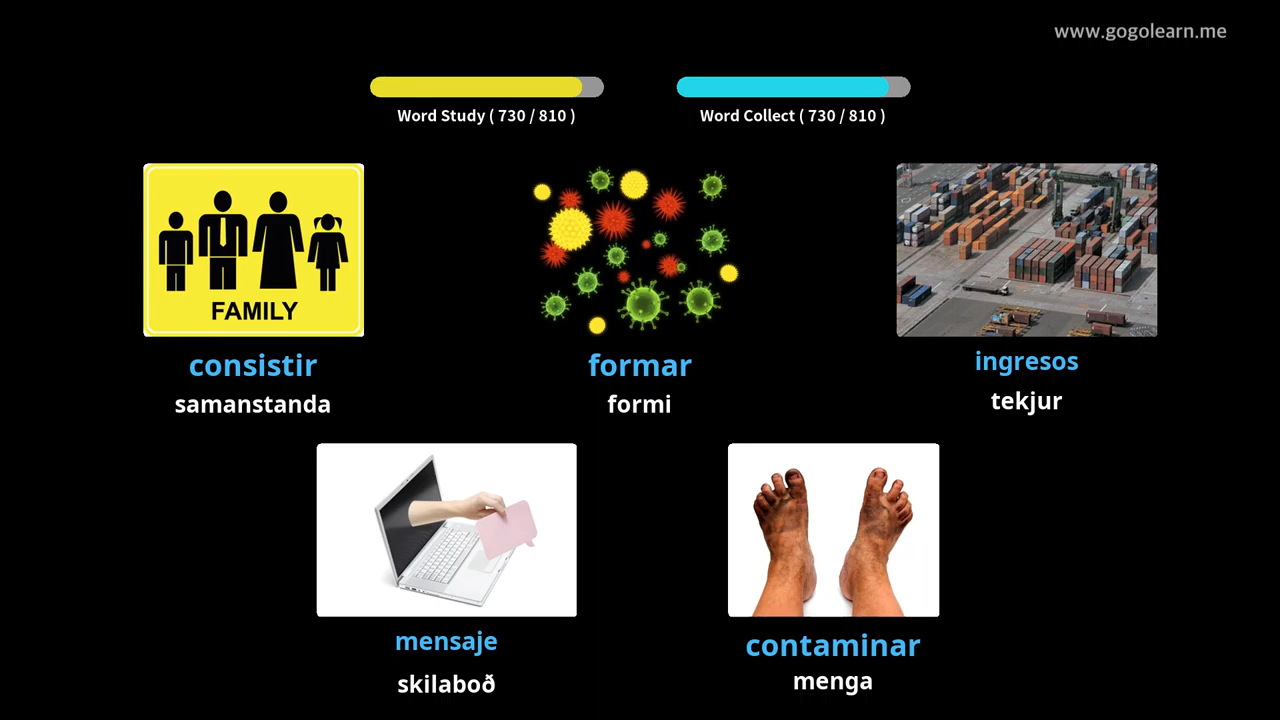 www.gogolearn.me
Word Study ( 730 / 810 )
Word Collect ( 730 / 810 )
FAMILY
consistir
samanstanda
formar
formi
ingresos
tekjur
mensaje
skilaboð
contaminar
menga